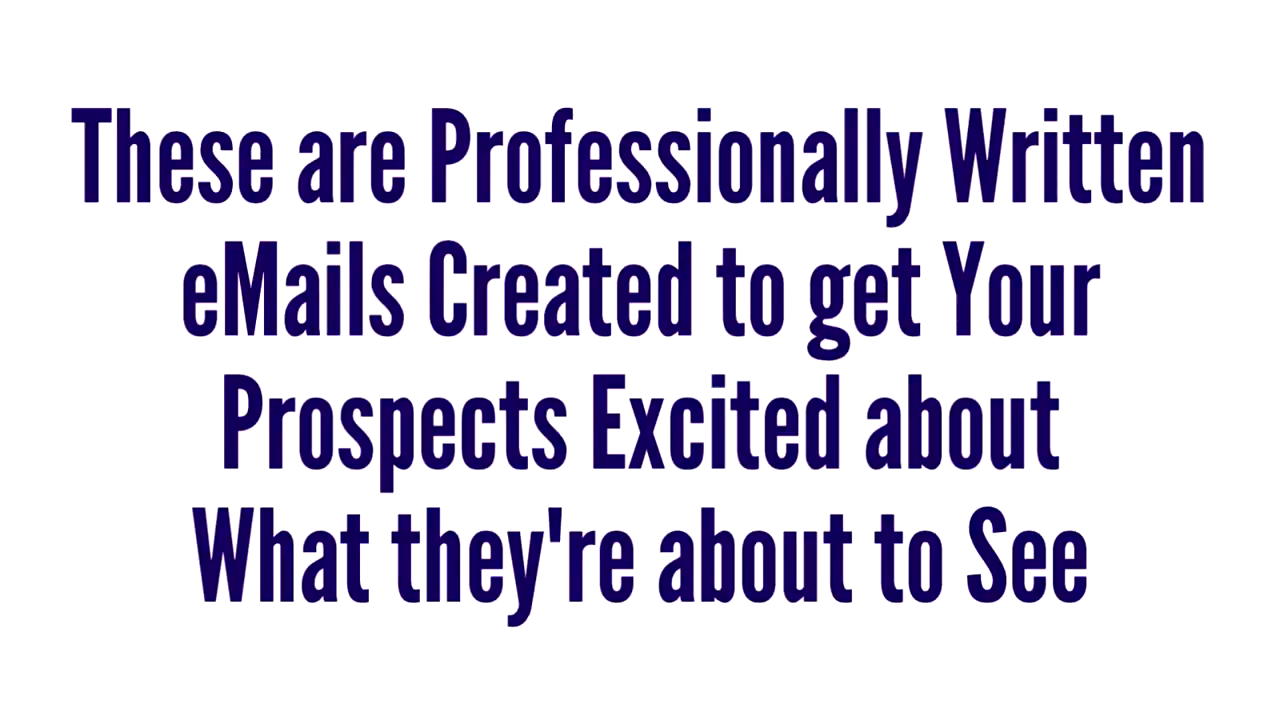 These are Professionally Written
eMails Created to get Your
Prospects Excited about
What they're about to See